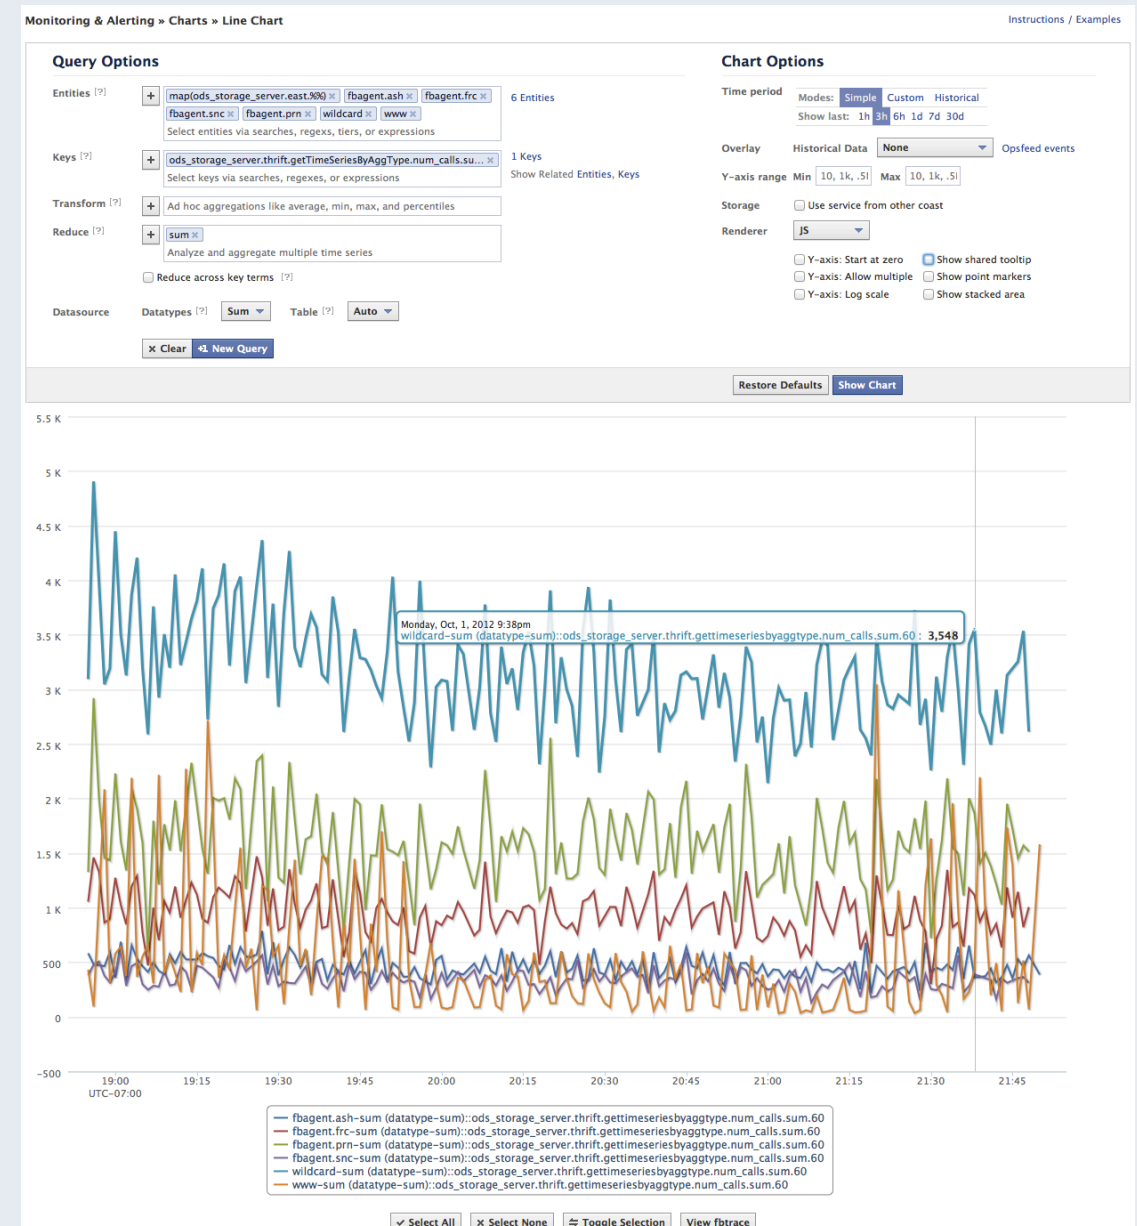 Monitoring & Alerting » Charts » Line Chart
Instructions / Examples
Query Options
Entities [?]
+
map(ods_storage_server.east.%%) × fbagent.ash × fbagent.frc ×
fbagent.snc × fbagent.prn × wildcard × www ×
Select entities via searches, regexs, tiers, or expressions
6 Entities
Keys [?]
+
ods_storage_server.thrift.getTimeSeriesByAggType.num_calls.su... ×
Select keys via searches, regexes, or expressions
1 Keys
Show Related Entities, Keys
Transform [?]
+
Ad hoc aggregations like average, min, max, and percentiles
Reduce [?]
+
sum ×
Analyze and aggregate multiple time series
Reduce across key terms [?]
Datasource Datatypes [?] Sum Table [?] Auto
× Clear +1 New Query
Chart Options
Time period
Modes: Simple Custom Historical
Show last: 1h 3h 6h 1d 7d 30d
Overlay Historical Data None Opsfeed events
Y-axis range Min 10, 1k, .5 Max 10, 1k, .5
Storage Use service from other coast
Renderer JS
Y-axis: Start at zero Show shared tooltip
Y-axis: Allow multiple Show point markers
Y-axis: Log scale Show stacked area
Restore Defaults Show Chart
5.5 K
5 K
4.5 K
4 K
3.5 K
3 K
2.5 K
2 K
1.5 K
1 K
500
0
-500
Monday, Oct, 1, 2012 9:38pm
wildcard-sum (datatype-sum)::ods_storage_server.thrift.gettimeseriesbyaggtype.num_calls.sum.60 : 3,548
19:00 19:15 19:30 19:45 20:00 20:15 20:30 20:45 21:00 21:15 21:30 21:45
UTC-07:00
fbagent.ash-sum (datatype-sum)::ods_storage_server.thrift.gettimeseriesbyaggtype.num_calls.sum.60
fbagent.frc-sum (datatype-sum)::ods_storage_server.thrift.gettimeseriesbyaggtype.num_calls.sum.60
fbagent.prn-sum (datatype-sum)::ods_storage_server.thrift.gettimeseriesbyaggtype.num_calls.sum.60
fbagent.snc-sum (datatype-sum)::ods_storage_server.thrift.gettimeseriesbyaggtype.num_calls.sum.60
wildcard-sum (datatype-sum)::ods_storage_server.thrift.gettimeseriesbyaggtype.num_calls.sum.60
www-sum (datatype-sum)::ods_storage_server.thrift.gettimeseriesbyaggtype.num_calls.sum.60
✓ Select All × Select None ⇆ Toggle Selection View fbtrace